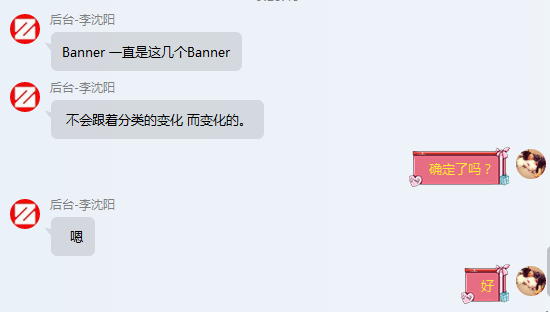 后台-李沈阳
Banner 一直是这几个Banner
后台-李沈阳
不会跟着分类的变化 而变化的。
确定了吗？
后台-李沈阳
嗯
好